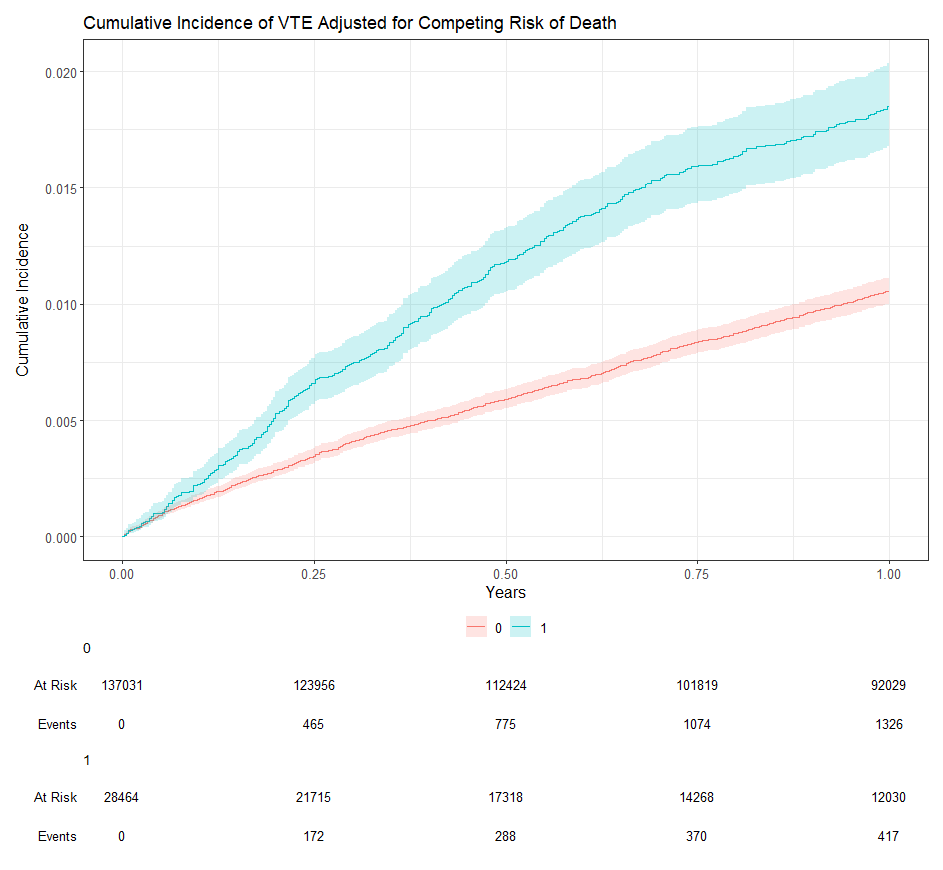 Cumulative Incidence of VTE Adjusted for Competing Risk of Death
Cumulative Incidence
0.020
0.015
0.010
0.005
0.000
0.00 0.25 0.50 0.75 1.00
Years
0 1
0
At Risk 137031 123956 112424 101819 92029
Events 0 465 775 1074 1326
1
At Risk 28464 21715 17318 14268 12030
Events 0 172 288 370 417